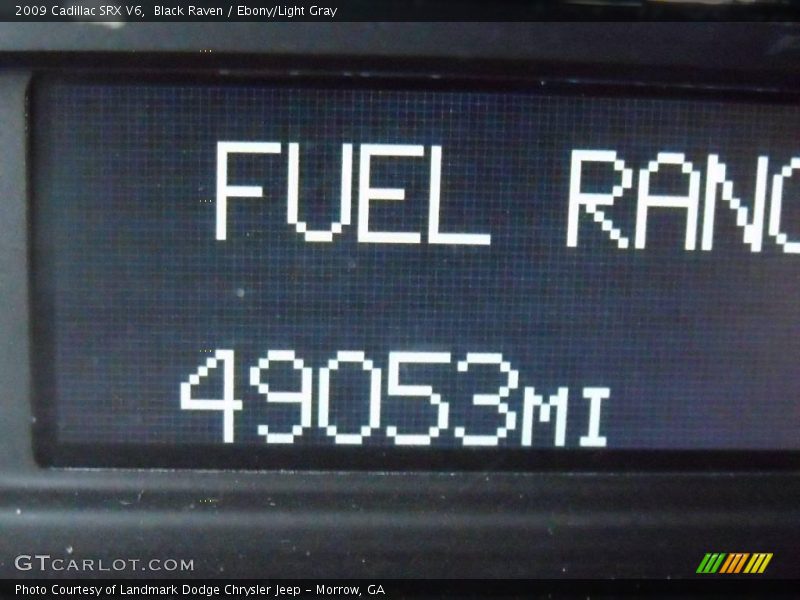 2009 Cadillac SRX V6, Black Raven / Ebony/Light Gray
FUEL RANG
49053MI
GTCARLOT.COM
Photo Courtesy of Landmark Dodge Chrysler Jeep - Morrow, GA